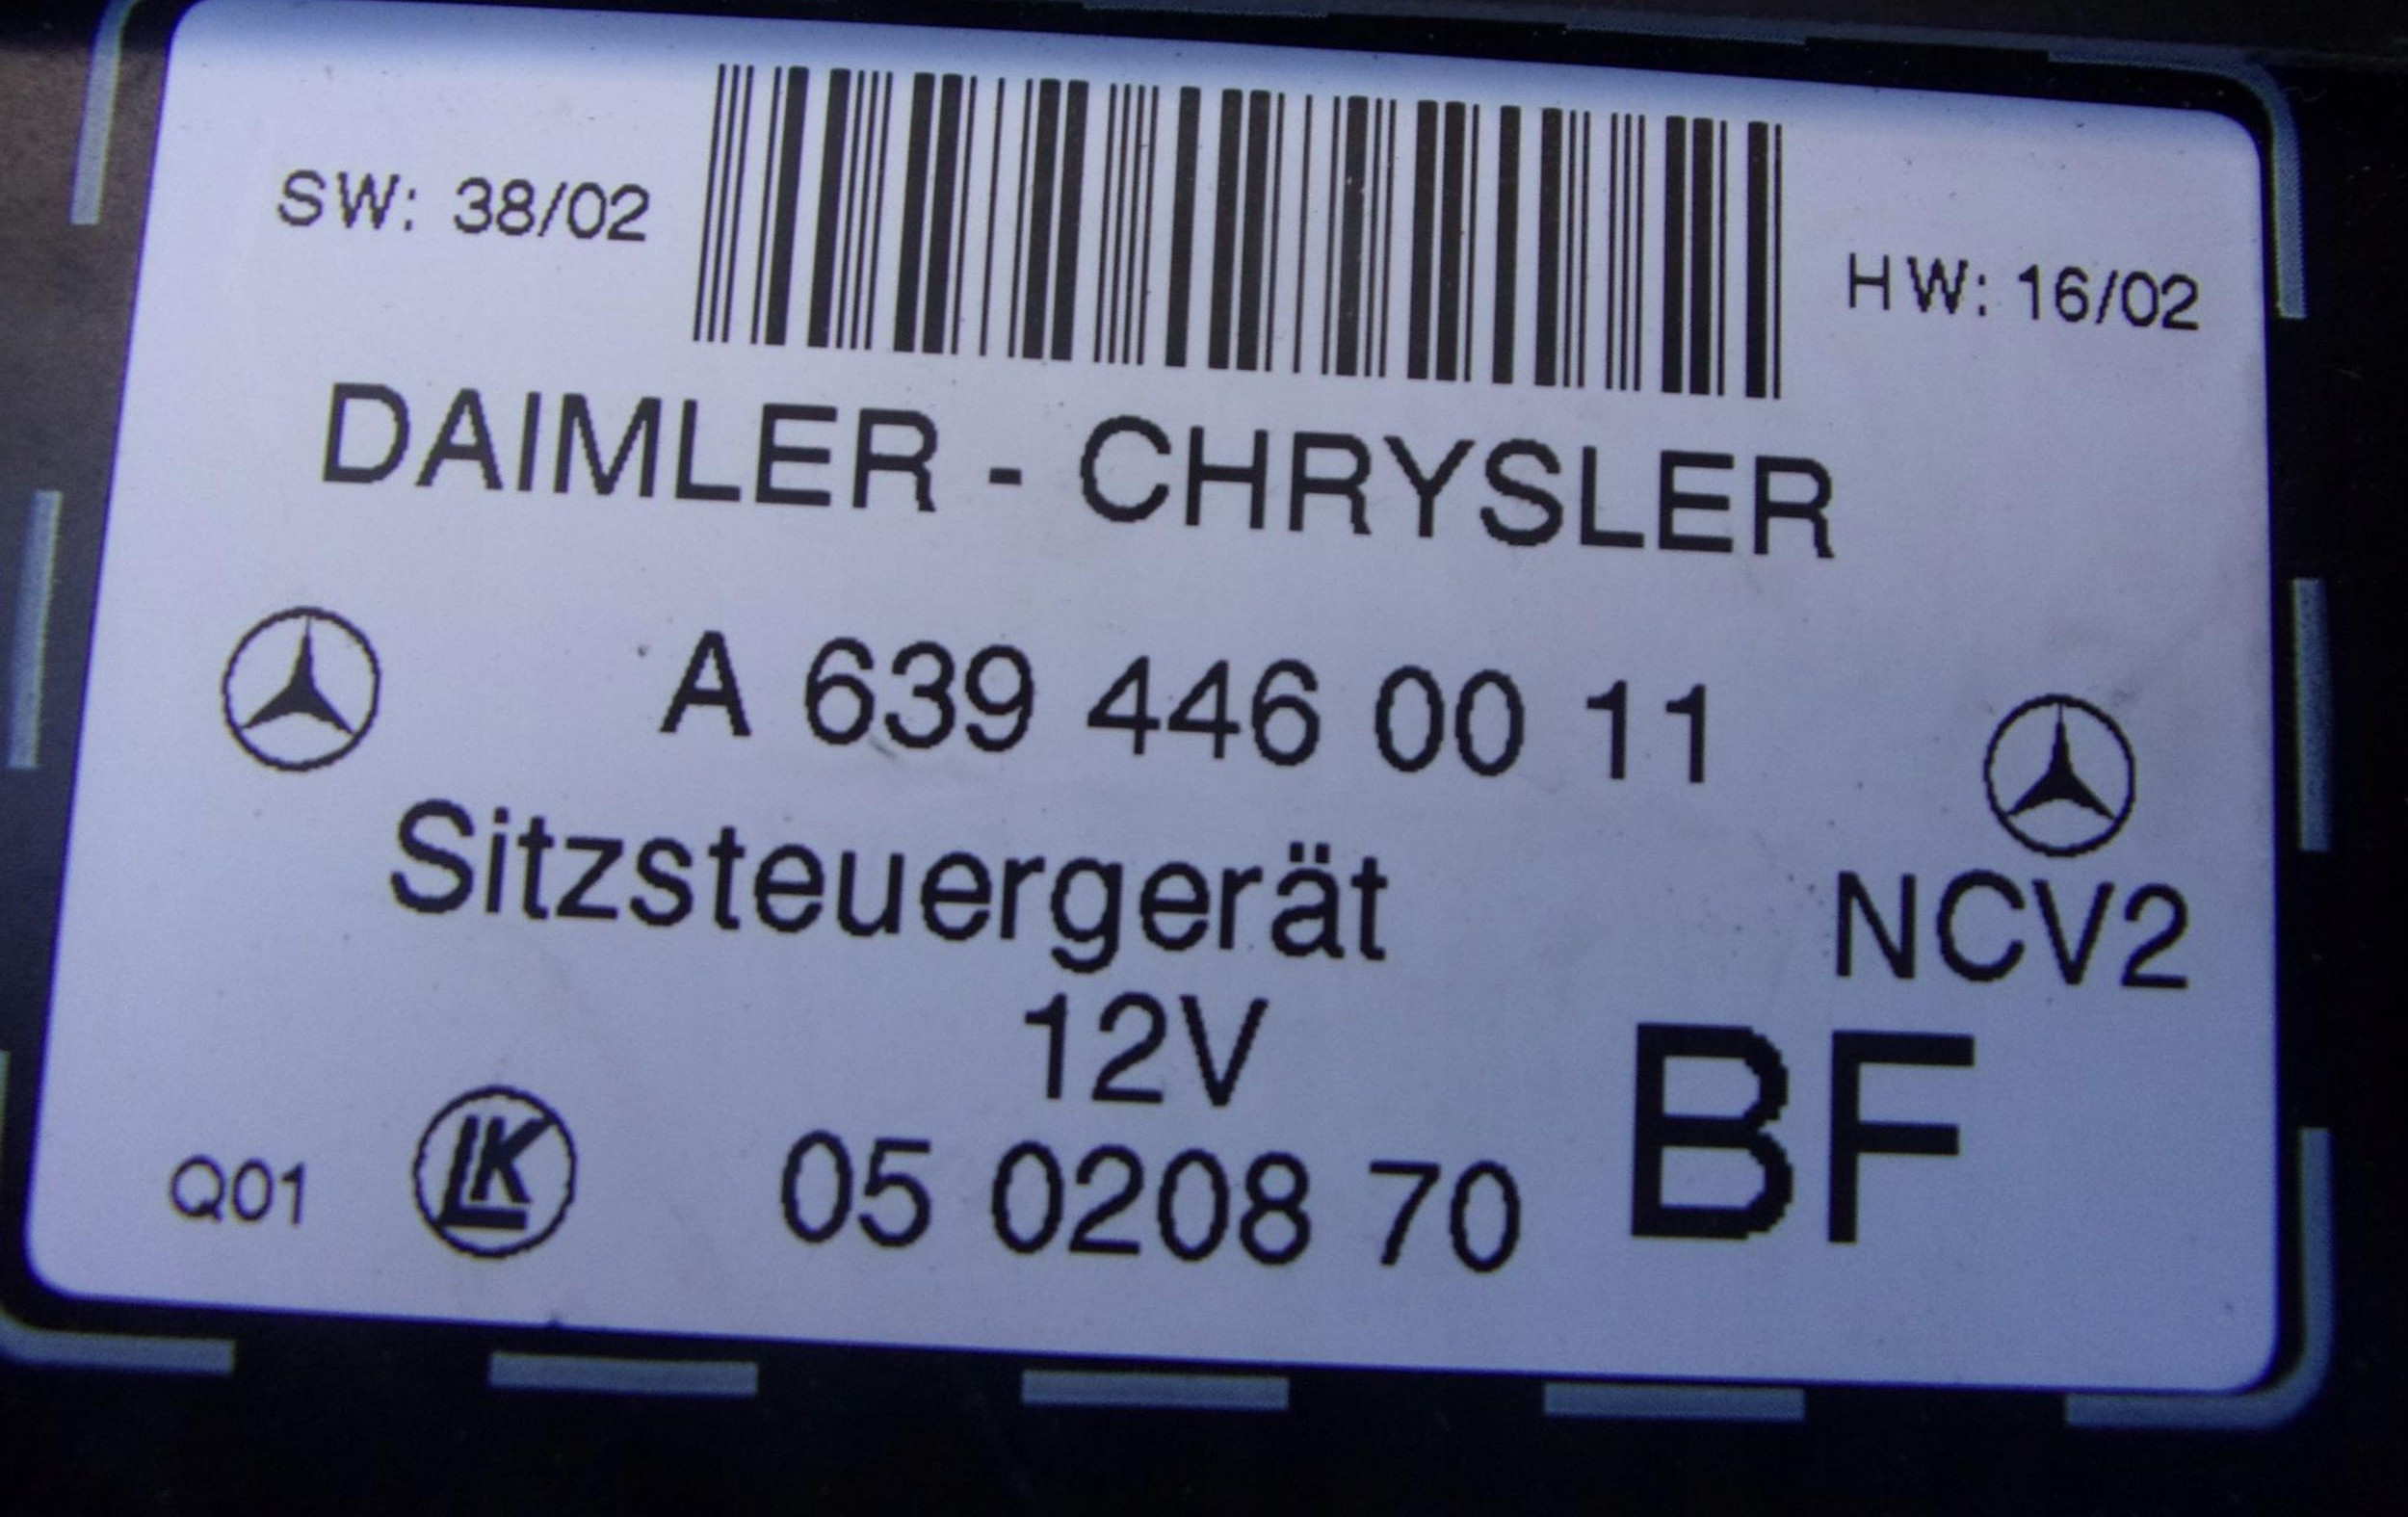 SW: 38/02
HW: 16/02
DAIMLER - CHRYSLER
A 639 446 00 11
Sitzsteuergerät
NCV2
12V
BF
Q01
LK
05 0208 70